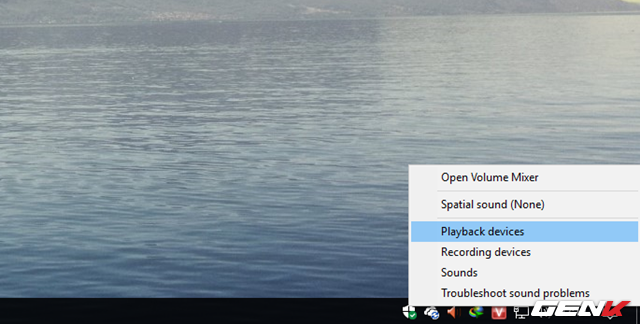 Open Volume Mixer
Spatial sound (None)
Playback devices
Recording devices
Sounds
Troubleshoot sound problems
GENK